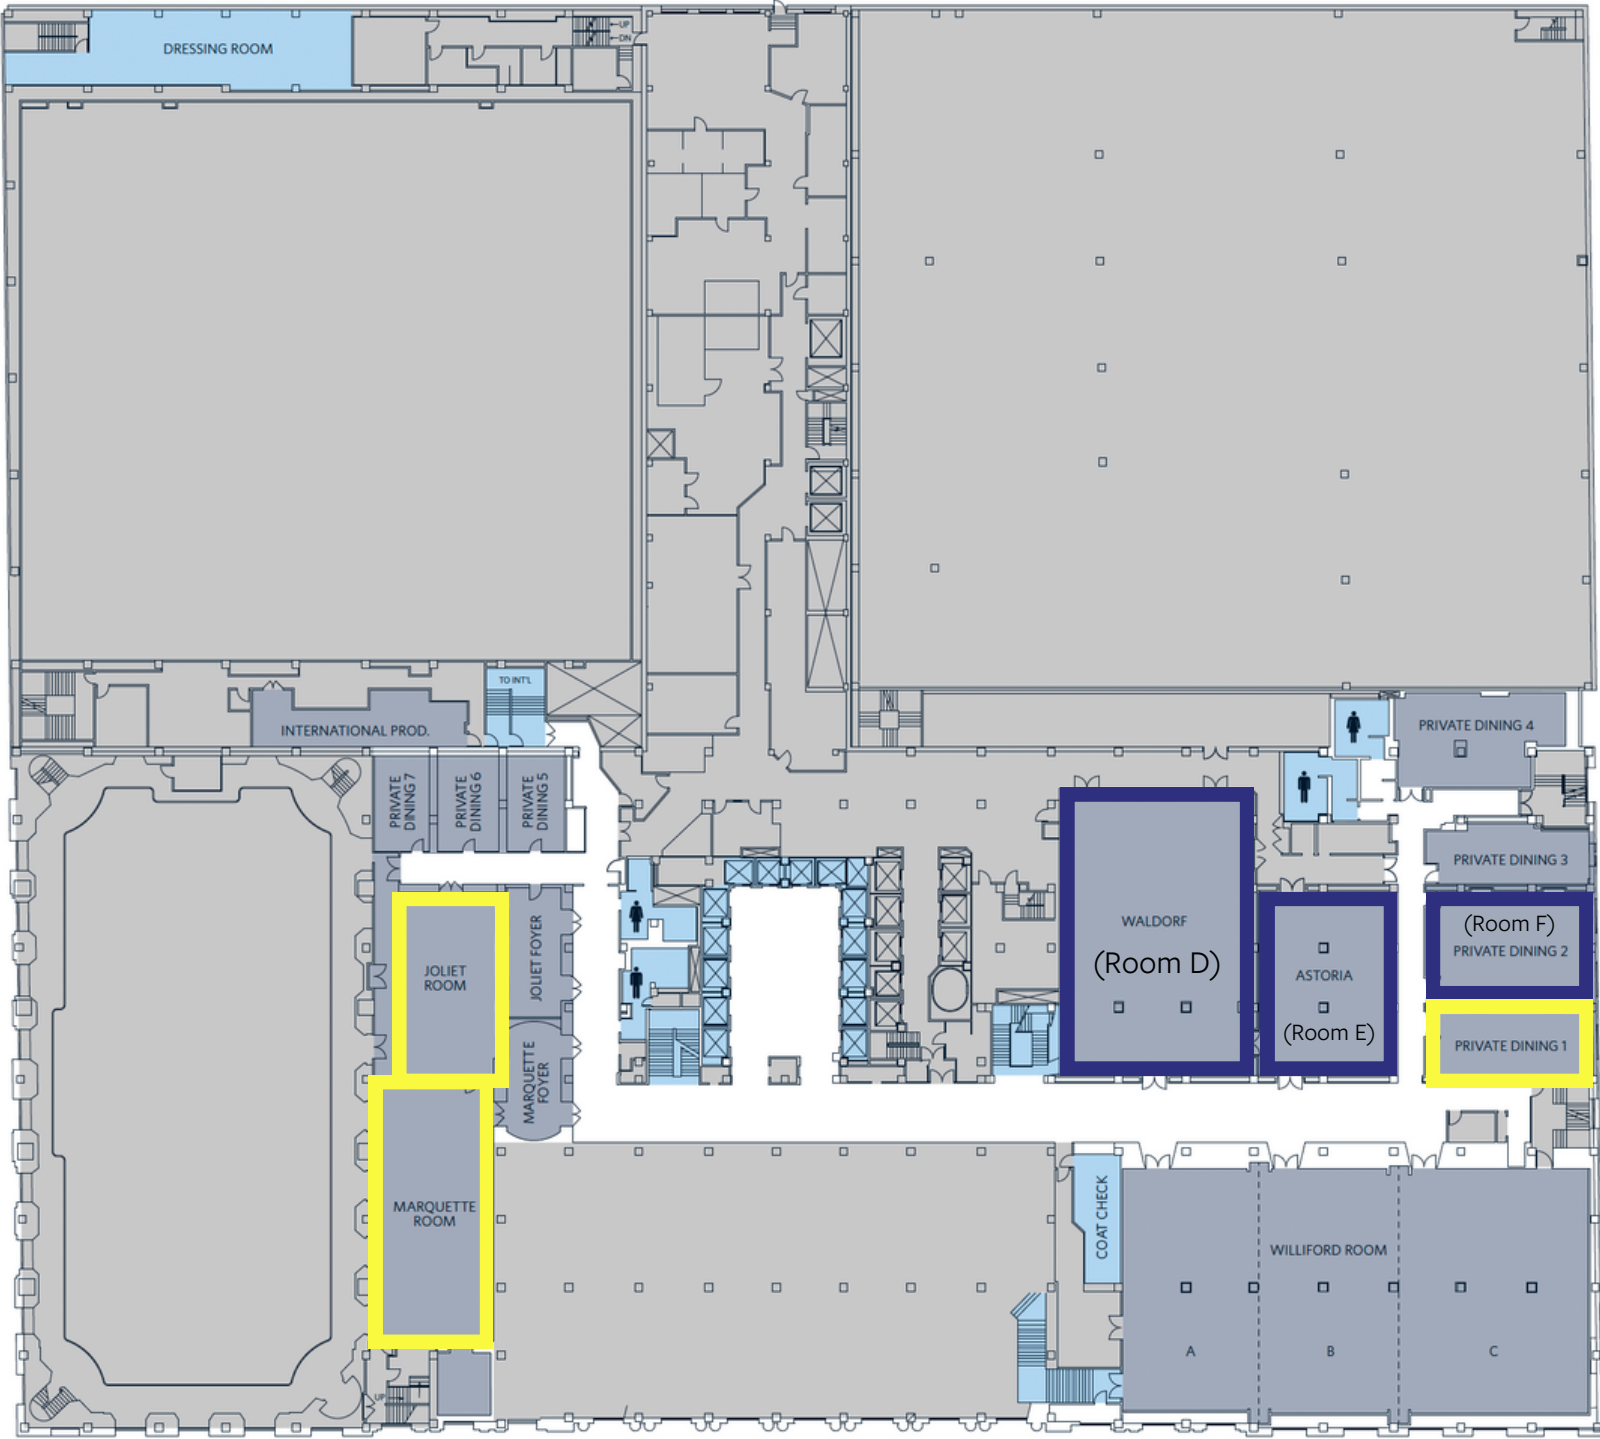 DRESSING ROOM
UP
DN
TO INT'L
INTERNATIONAL PROD.
PRIVATE DINING 4
PRIVATE
DINING 7
PRIVATE
DINING 6
PRIVATE
DINING 5
PRIVATE DINING 3
WALDORF
(Room D)
ASTORIA
(Room E)
(Room F)
PRIVATE DINING 2
PRIVATE DINING 1
JOLIET
ROOM
JOLIET FOYER
MARQUETTE
FOYER
MARQUETTE
ROOM
COAT CHECK
WILLIFORD ROOM
A
B
C
UP